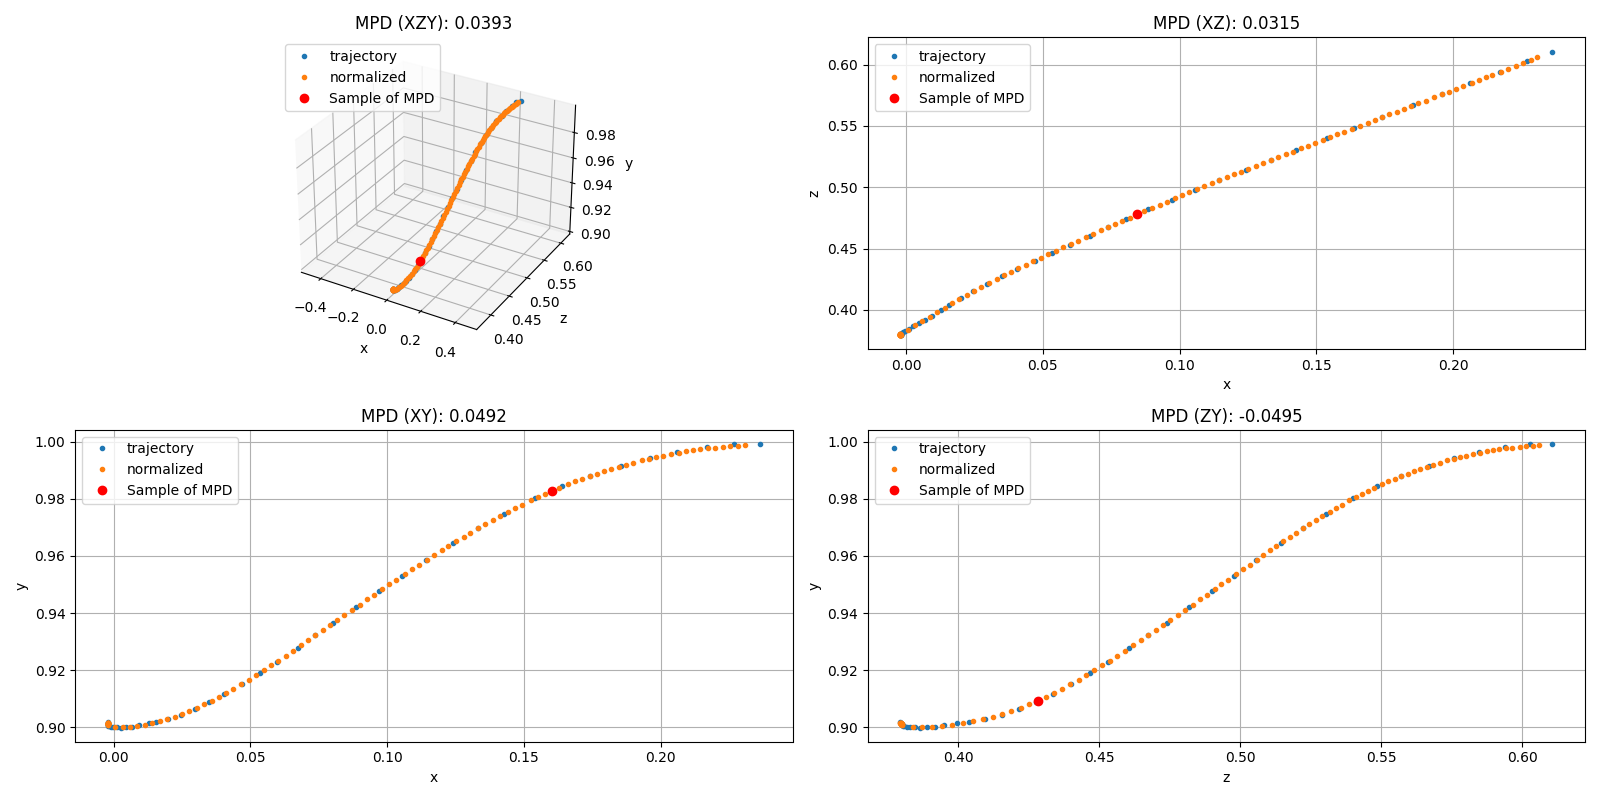 MPD (XZY): 0.0393
trajectory
normalized
Sample of MPD
0.98
0.96
0.94
0.92
0.90
y
−0.4
−0.2
0.0
0.2
0.4
x
0.40
0.45
0.50
0.55
0.60
z
MPD (XZ): 0.0315
trajectory
normalized
Sample of MPD
0.60
0.55
0.50
0.45
0.40
z
0.00 0.05 0.10 0.15 0.20
x
MPD (XY): 0.0492
trajectory
normalized
Sample of MPD
1.00
0.98
0.96
0.94
0.92
0.90
y
0.00 0.05 0.10 0.15 0.20
x
MPD (ZY): -0.0495
trajectory
normalized
Sample of MPD
1.00
0.98
0.96
0.94
0.92
0.90
y
0.40 0.45 0.50 0.55 0.60
z